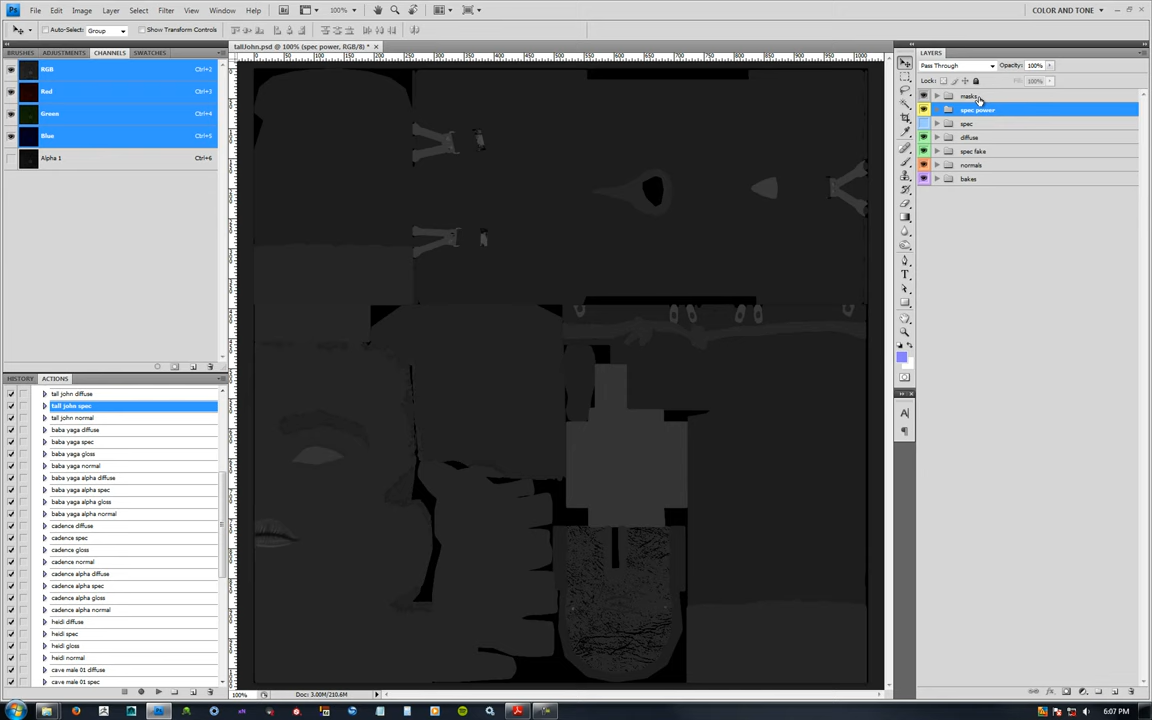 Ps File Edit Image Layer Select Filter View Window Help Br 100% COLOR AND TONE
Auto-Select: Group Show Transform Controls
BRUSHES ADJUSTMENTS CHANNELS SWATCHES
tallJohn.psd @ 100% (spec power, RGB/8) * ×
LAYERS
Pass Through Opacity: 100%
Lock: Fill: 100%
RGB Ctrl+2
Red Ctrl+3
Green Ctrl+4
Blue Ctrl+5
Alpha 1 Ctrl+6
masks
spec power
spec
diffuse
spec fake
normals
bakes
HISTORY ACTIONS
tall john diffuse
tall john spec
tall john normal
baba yaga diffuse
baba yaga spec
baba yaga gloss
baba yaga normal
baba yaga alpha diffuse
baba yaga alpha spec
baba yaga alpha gloss
baba yaga alpha normal
cadence diffuse
cadence spec
cadence gloss
cadence normal
cadence alpha diffuse
cadence alpha spec
cadence alpha gloss
cadence alpha normal
heidi diffuse
heidi spec
heidi gloss
heidi normal
cave male 01 diffuse
cave male 01 spec
100% Doc: 3.00M/210.6M
6:07 PM